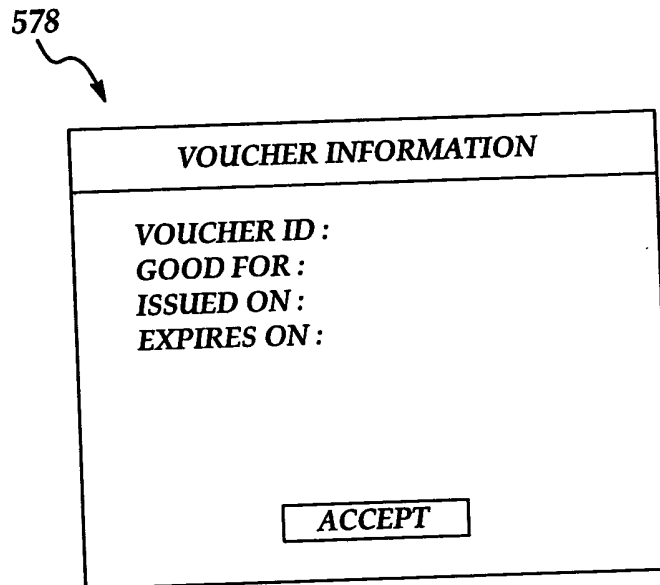 578
VOUCHER INFORMATION
VOUCHER ID :
GOOD FOR :
ISSUED ON :
EXPIRES ON :
ACCEPT